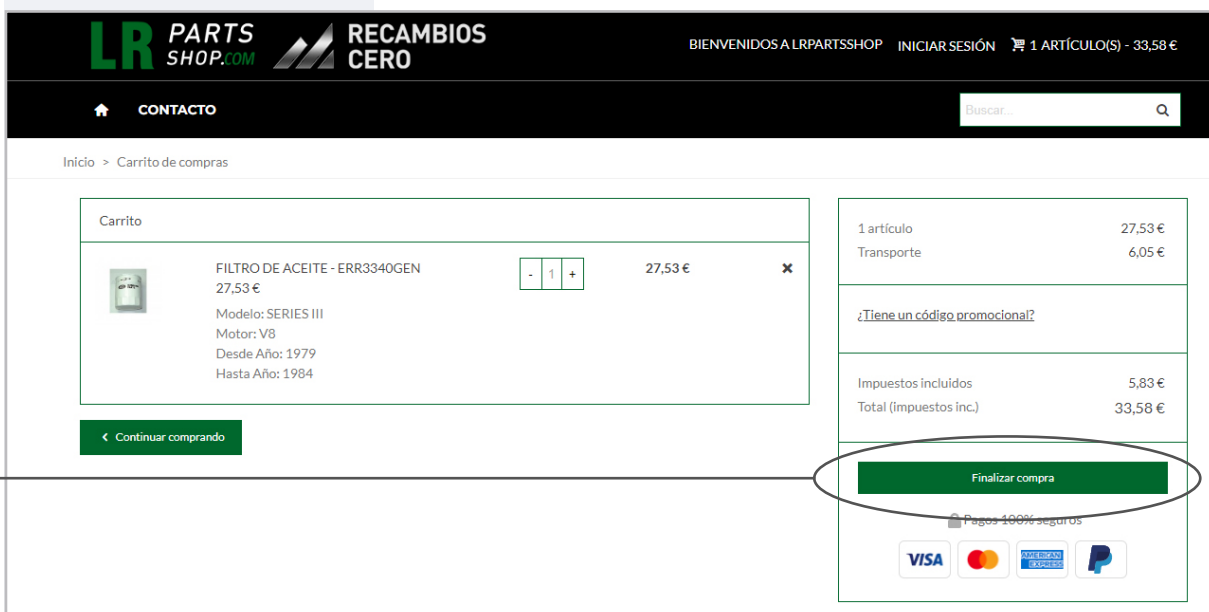 LR PARTS SHOP.COM
RECAMBIOS CERO
BIENVENIDOS A LRPARTSSHOP
INICIAR SESIÓN
1 ARTÍCULO(S) - 33,58 €
CONTACTO
Buscar...
Inicio > Carrito de compras
Carrito
FILTRO DE ACEITE - ERR3340GEN
27,53 €
Modelo: SERIES III
Motor: V8
Desde Año: 1979
Hasta Año: 1984
- 1 +
27,53 €
×
Continuar comprando
1 artículo 27,53 €
Transporte 6,05 €
¿Tiene un código promocional?
Impuestos incluidos 5,83 €
Total (impuestos inc.) 33,58 €
Finalizar compra
Pagos 100% seguros
VISA
AMERICAN EXPRESS